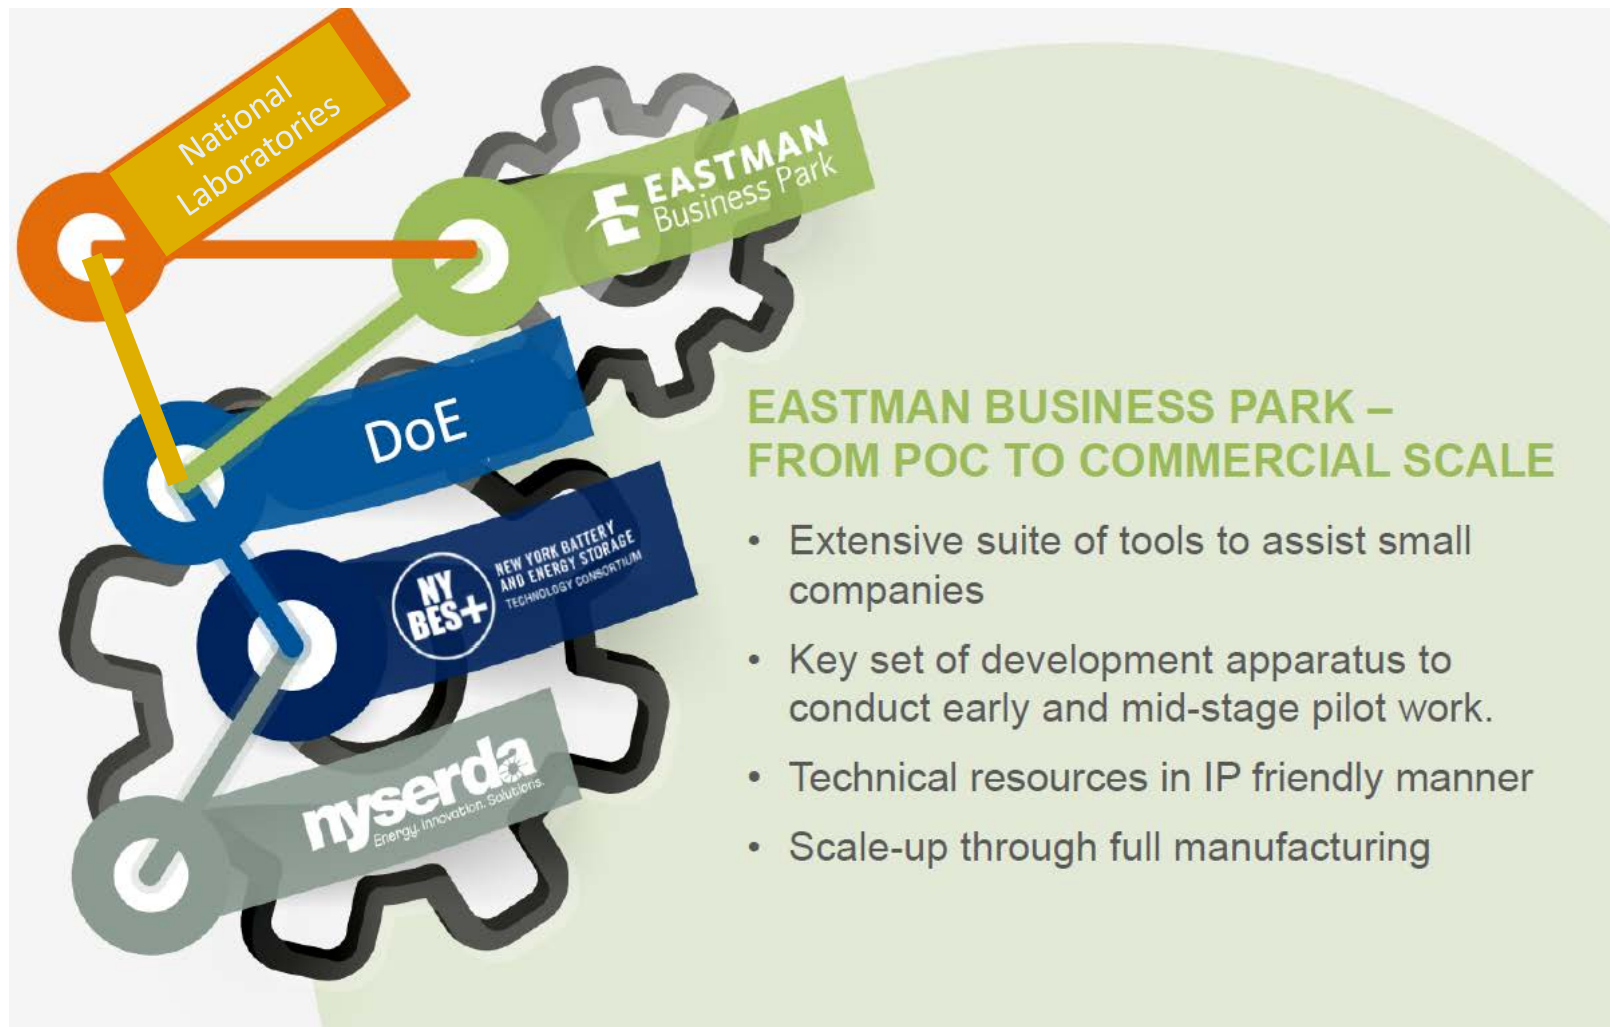 National
Laboratories
EASTMAN
Business Park
DoE
NY
BES+
NEW YORK BATTERY
AND ENERGY STORAGE
TECHNOLOGY CONSORTIUM
nyserda
Energy. Innovation. Solutions.
EASTMAN BUSINESS PARK –
FROM POC TO COMMERCIAL SCALE
• Extensive suite of tools to assist small
companies
• Key set of development apparatus to
conduct early and mid-stage pilot work.
• Technical resources in IP friendly manner
• Scale-up through full manufacturing